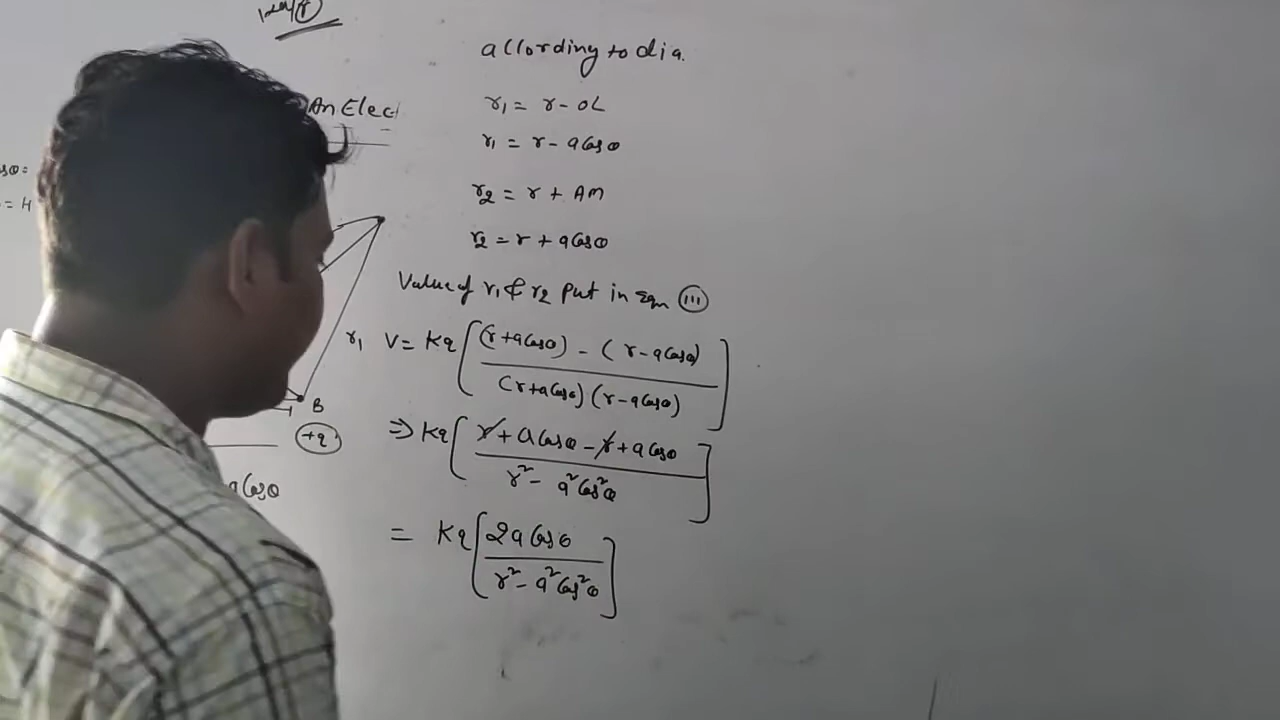 An Elec
according to dia.
r₁ = r - OL
r₁ = r - a Cosθ
r₂ = r + AM
r₂ = r + a Cosθ
Value of r₁ & r₂ Put in Eqn (III)
r₁
V = Kq [ (r + a Cosθ) - (r - a Cosθ) / (r + a Cosθ) (r - a Cosθ) ]
B
+q
⇒ Kq [ r + a Cosθ - r + a Cosθ / r² - a² Cos²θ ]
a Cosθ
= Kq [ 2a Cosθ / r² - a² Cos²θ ]